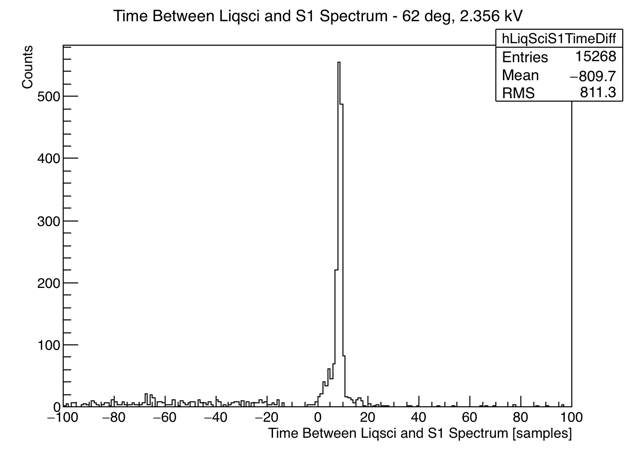 Time Between Liqsci and S1 Spectrum - 62 deg, 2.356 kV
hLiqSciS1TimeDiff
Entries 15268
Mean −809.7
RMS 811.3
Counts
500
400
300
200
100
0
−100 −80 −60 −40 −20 0 20 40 60 80 100
Time Between Liqsci and S1 Spectrum [samples]